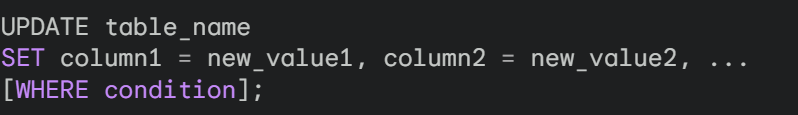 UPDATE table_name
SET column1 = new_value1, column2 = new_value2, ...
[WHERE condition];